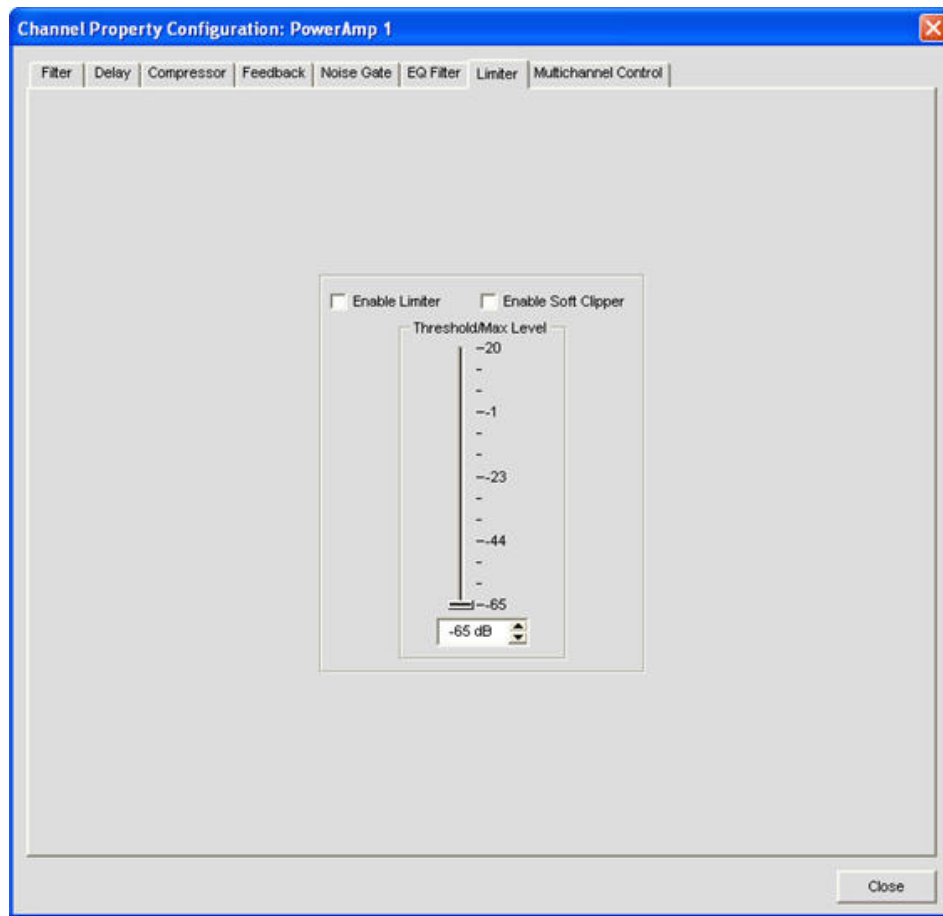 Channel Property Configuration: PowerAmp 1
Filter Delay Compressor Feedback Noise Gate EQ Filter Limiter Multichannel Control
Enable Limiter Enable Soft Clipper
Threshold/Max Level
20
-1
-23
-44
-65
-65 dB
Close